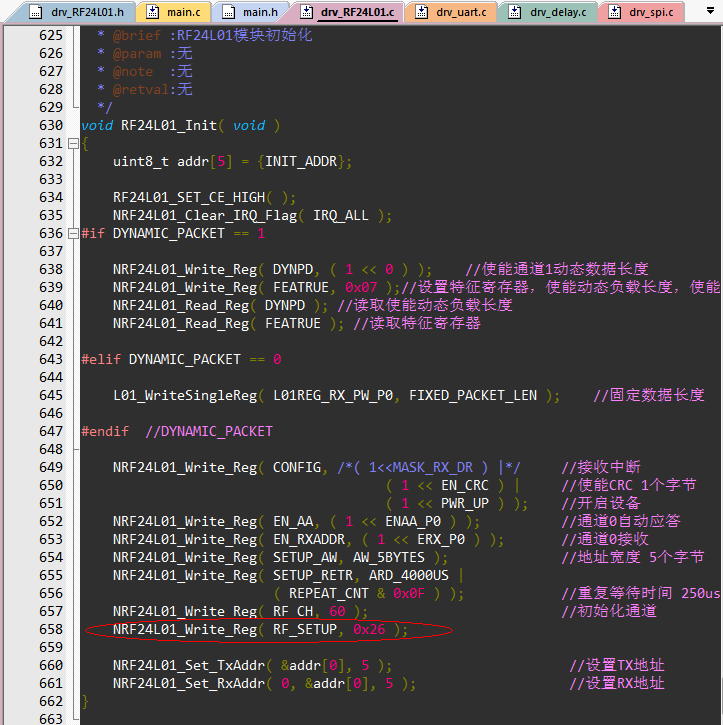 drv_RF24L01.h main.c main.h drv_RF24L01.c drv_uart.c drv_delay.c drv_spi.c
625 * @brief :RF24L01模块初始化
626 * @param :无
627 * @note :无
628 * @retval:无
629 */
630 void RF24L01_Init( void )
631 {
632 uint8_t addr[5] = {INIT_ADDR};
633
634 RF24L01_SET_CE_HIGH( );
635 NRF24L01_Clear_IRQ_Flag( IRQ_ALL );
636 #if DYNAMIC_PACKET == 1
637
638 NRF24L01_Write_Reg( DYNPD, ( 1 << 0 ) ); //使能通道1动态数据长度
639 NRF24L01_Write_Reg( FEATRUE, 0x07 );//设置特征寄存器，使能动态负载长度，使能
640 NRF24L01_Read_Reg( DYNPD ); //读取使能动态负载长度
641 NRF24L01_Read_Reg( FEATRUE ); //读取特征寄存器
642
643 #elif DYNAMIC_PACKET == 0
644
645 L01_WriteSingleReg( L01REG_RX_PW_P0, FIXED_PACKET_LEN ); //固定数据长度
646
647 #endif //DYNAMIC_PACKET
648
649 NRF24L01_Write_Reg( CONFIG, /*( 1<<MASK_RX_DR ) |*/ //接收中断
650 ( 1 << EN_CRC ) | //使能CRC 1个字节
651 ( 1 << PWR_UP ) ); //开启设备
652 NRF24L01_Write_Reg( EN_AA, ( 1 << ENAA_P0 ) ); //通道0自动应答
653 NRF24L01_Write_Reg( EN_RXADDR, ( 1 << ERX_P0 ) ); //通道0接收
654 NRF24L01_Write_Reg( SETUP_AW, AW_5BYTES ); //地址宽度 5个字节
655 NRF24L01_Write_Reg( SETUP_RETR, ARD_4000US |
656 ( REPEAT_CNT & 0x0F ) ); //重复等待时间 250us
657 NRF24L01_Write_Reg( RF_CH, 60 ); //初始化通道
658 NRF24L01_Write_Reg( RF_SETUP, 0x26 );
659
660 NRF24L01_Set_TxAddr( &addr[0], 5 ); //设置TX地址
661 NRF24L01_Set_RxAddr( 0, &addr[0], 5 ); //设置RX地址
662 }
663